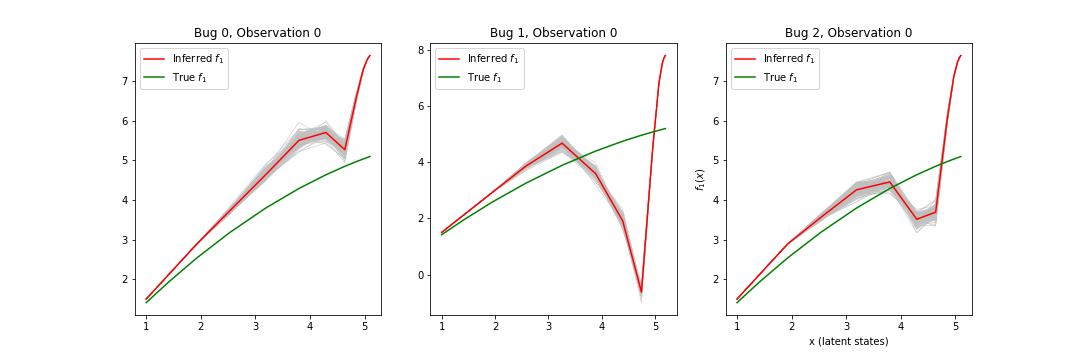 Bug 0, Observation 0
Inferred f₁
True f₁
7
6
5
4
3
2
1 2 3 4 5
Bug 1, Observation 0
Inferred f₁
True f₁
8
6
4
2
0
1 2 3 4 5
Bug 2, Observation 0
Inferred f₁
True f₁
f₁(x)
7
6
5
4
3
2
1 2 3 4 5
x (latent states)